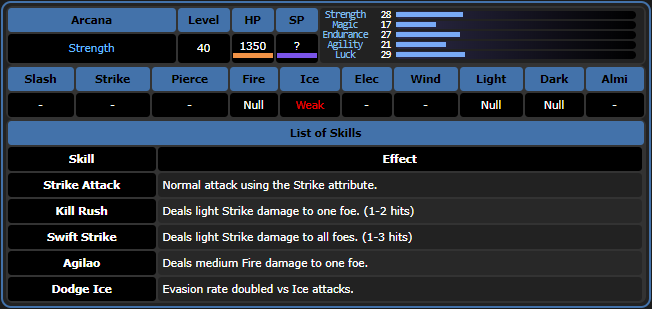 Arcana Level HP SP
Strength 40 1350 ?
Strength 28
Magic 17
Endurance 27
Agility 21
Luck 29
Slash Strike Pierce Fire Ice Elec Wind Light Dark Almi
- - - Null Weak - - Null Null -
List of Skills
Skill Effect
Strike Attack Normal attack using the Strike attribute.
Kill Rush Deals light Strike damage to one foe. (1-2 hits)
Swift Strike Deals light Strike damage to all foes. (1-3 hits)
Agilao Deals medium Fire damage to one foe.
Dodge Ice Evasion rate doubled vs Ice attacks.